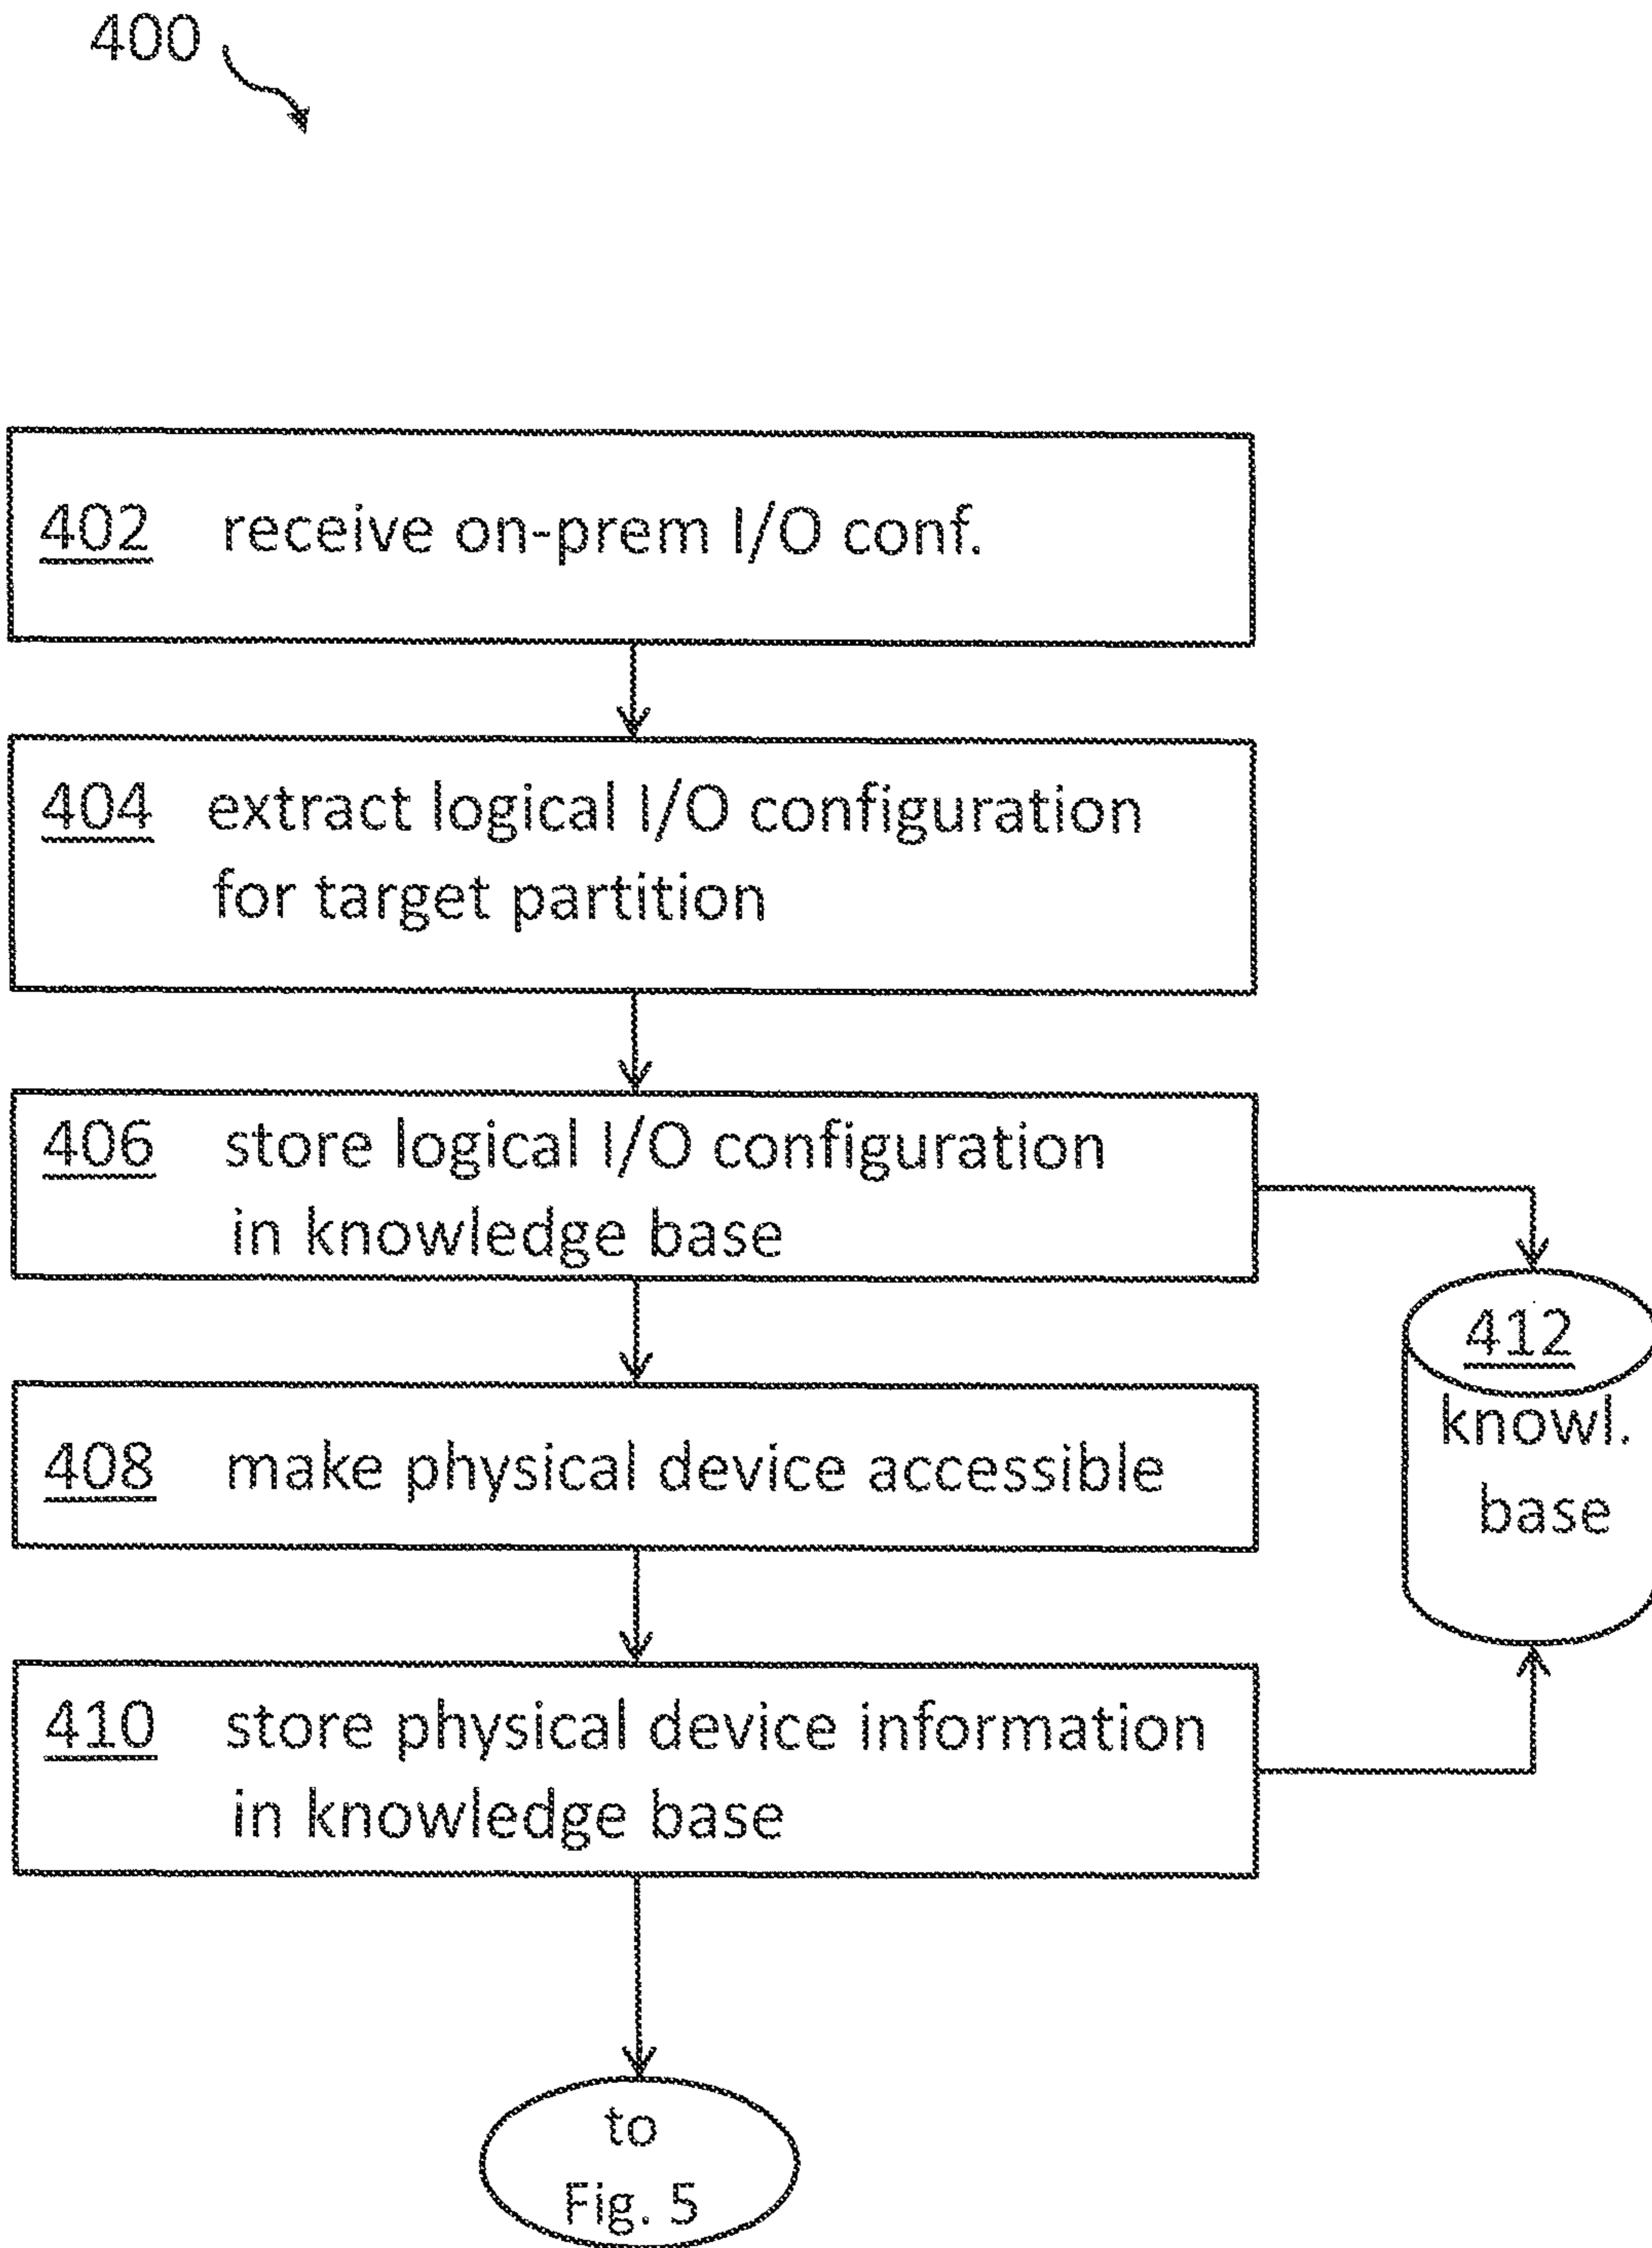 400
402 receive on-prem I/O conf.
404 extract logical I/O configuration
for target partition
406 store logical I/O configuration
in knowledge base
408 make physical device accessible
412
knowl.
base
410 store physical device information
in knowledge base
to
Fig. 5